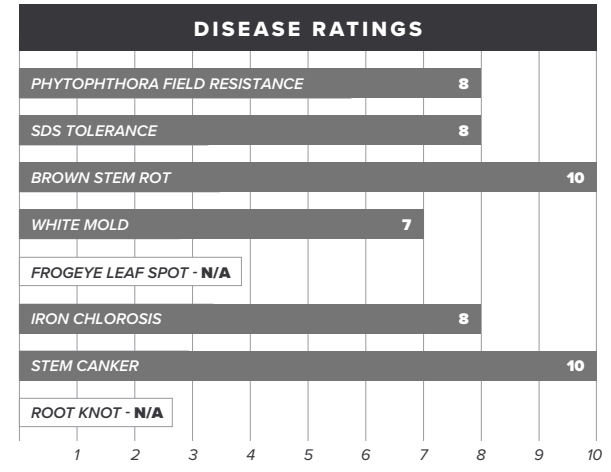 DISEASE RATINGS
PHYTOPHTHORA FIELD RESISTANCE 8
SDS TOLERANCE 8
BROWN STEM ROT 10
WHITE MOLD 7
FROGEYE LEAF SPOT - N/A
IRON CHLOROSIS 8
STEM CANKER 10
ROOT KNOT - N/A
1 2 3 4 5 6 7 8 9 10